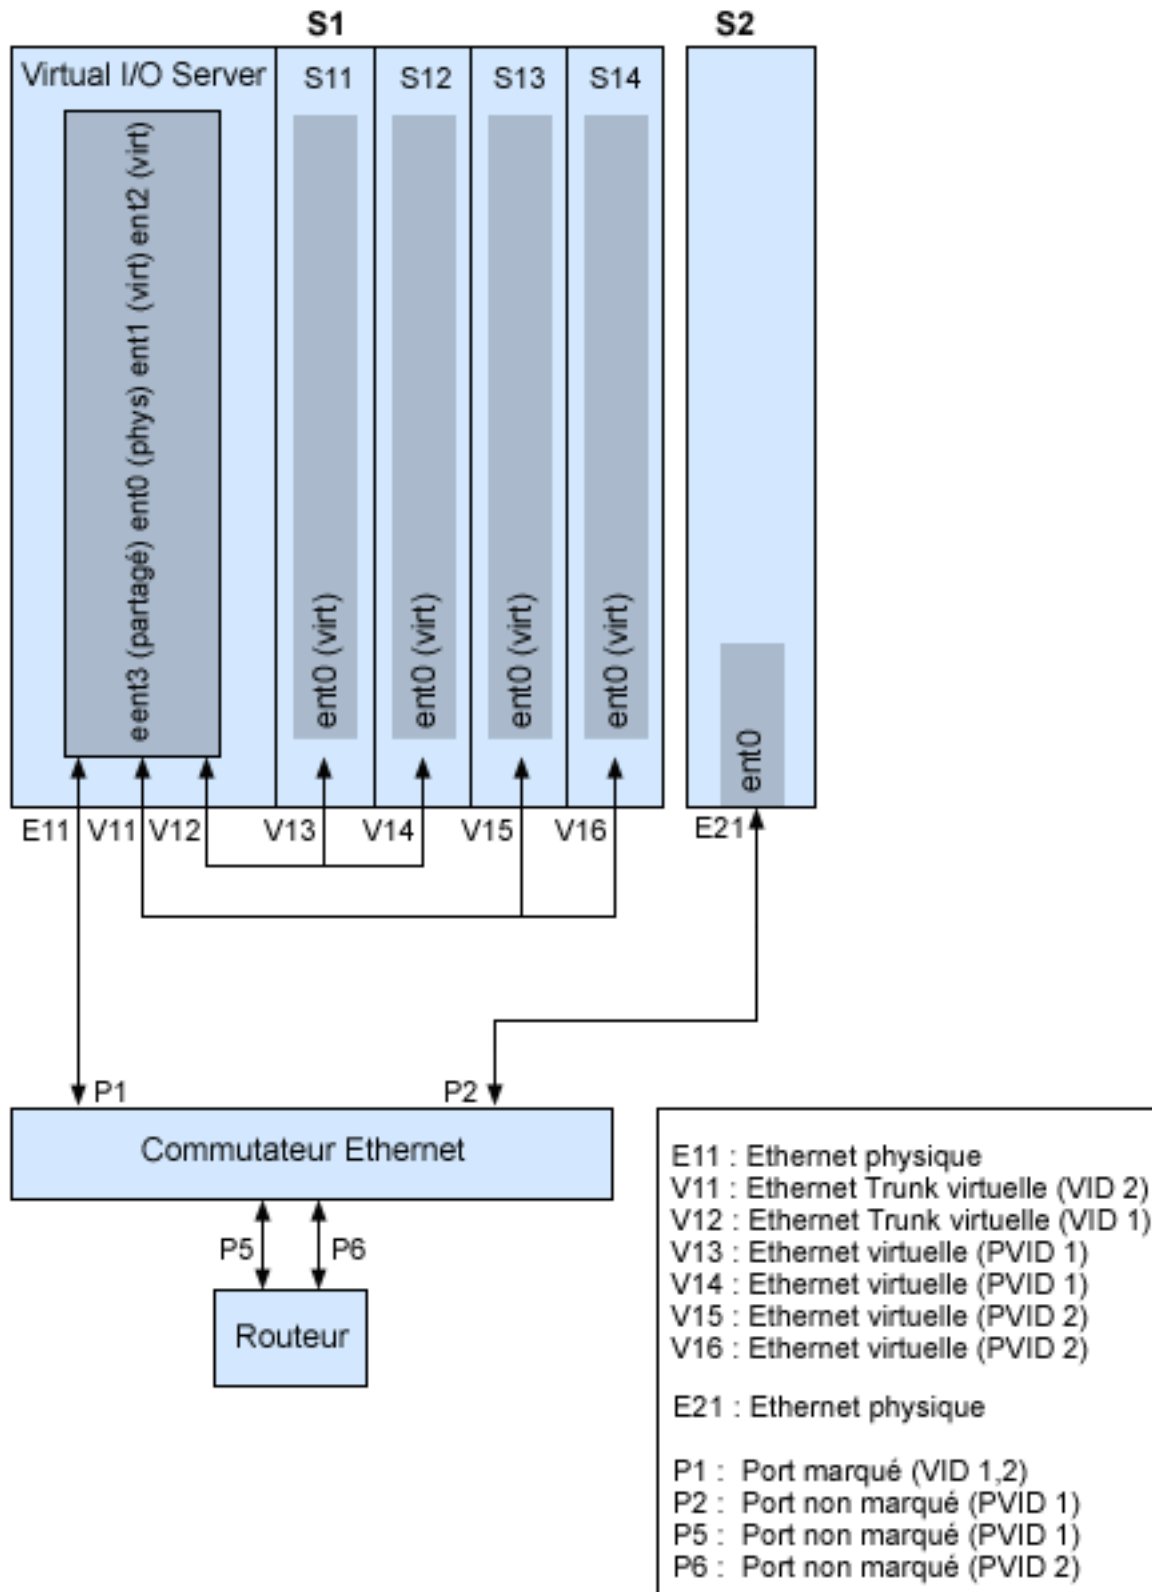 S1
S2
Virtual I/O Server
S11
S12
S13
S14
eent3 (partagé) ent0 (phys) ent1 (virt) ent2 (virt)
ent0 (virt)
ent0 (virt)
ent0 (virt)
ent0 (virt)
ent0
E11
V11
V12
V13
V14
V15
V16
E21
P1
P2
Commutateur Ethernet
P5
P6
Routeur
E11 : Ethernet physique
V11 : Ethernet Trunk virtuelle (VID 2)
V12 : Ethernet Trunk virtuelle (VID 1)
V13 : Ethernet virtuelle (PVID 1)
V14 : Ethernet virtuelle (PVID 1)
V15 : Ethernet virtuelle (PVID 2)
V16 : Ethernet virtuelle (PVID 2)
E21 : Ethernet physique
P1 : Port marqué (VID 1,2)
P2 : Port non marqué (PVID 1)
P5 : Port non marqué (PVID 1)
P6 : Port non marqué (PVID 2)